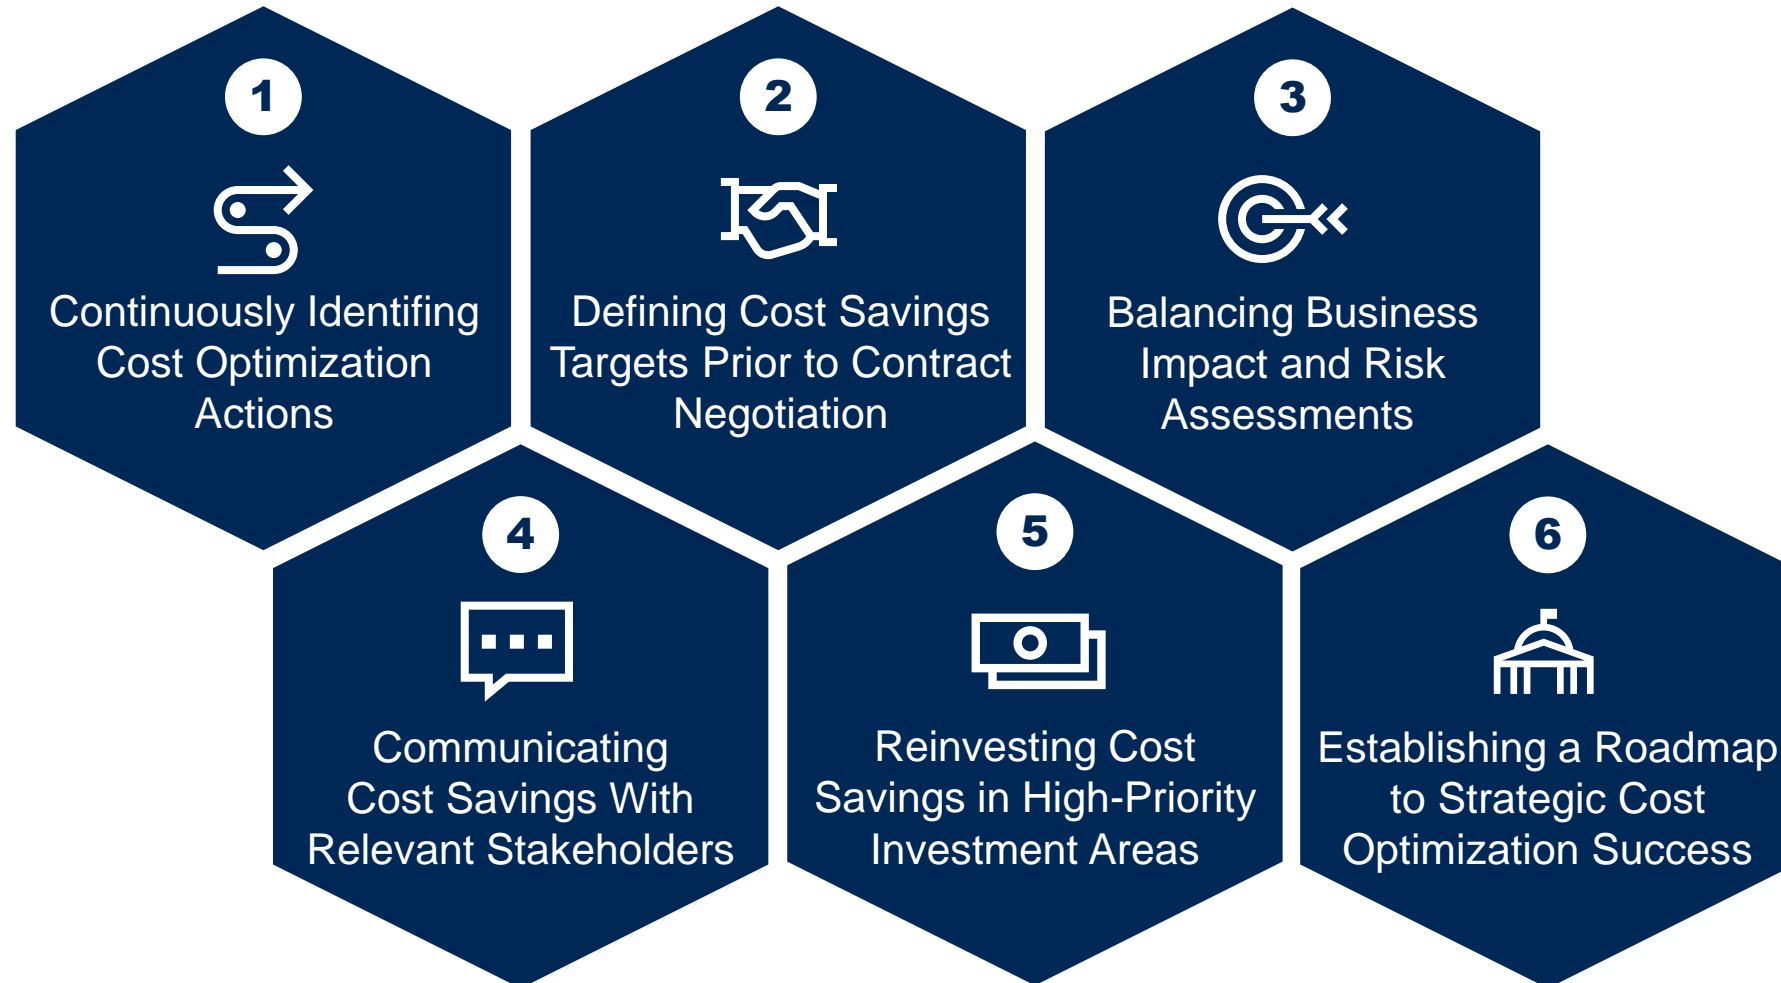 1
Continuously Identifing
Cost Optimization
Actions
2
Defining Cost Savings
Targets Prior to Contract
Negotiation
3
Balancing Business
Impact and Risk
Assessments
4
Communicating
Cost Savings With
Relevant Stakeholders
5
Reinvesting Cost
Savings in High-Priority
Investment Areas
6
Establishing a Roadmap
to Strategic Cost
Optimization Success